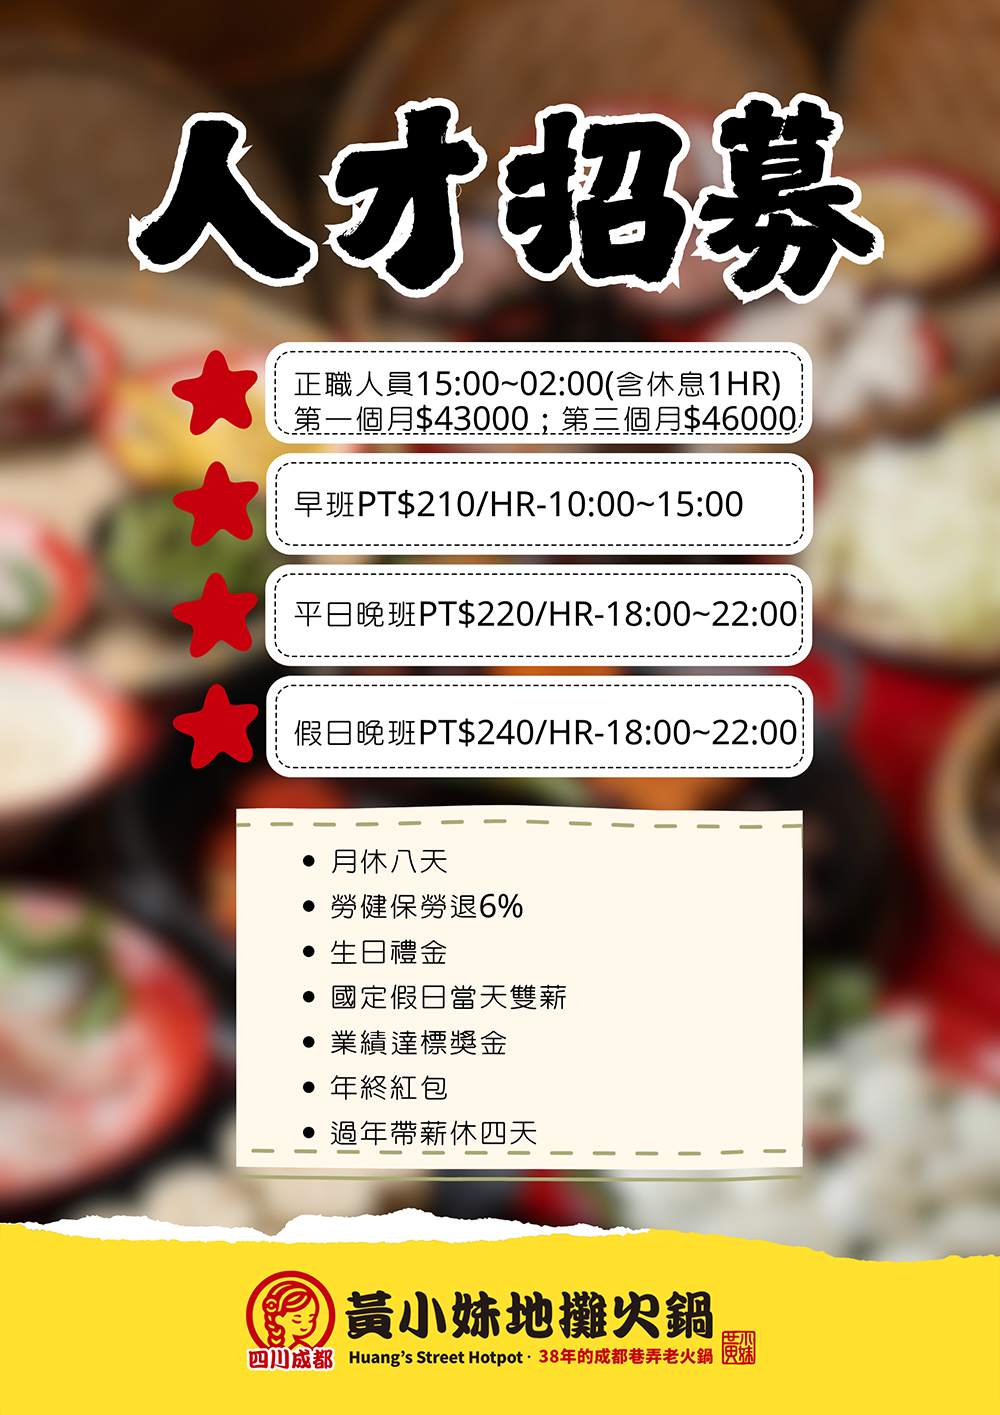 人才招募
正職人員15:00~02:00(含休息1HR)
第一個月$43000；第三個月$46000
早班PT$210/HR-10:00~15:00
平日晚班PT$220/HR-18:00~22:00
假日晚班PT$240/HR-18:00~22:00
• 月休八天
• 勞健保勞退6%
• 生日禮金
• 國定假日當天雙薪
• 業績達標獎金
• 年終紅包
• 過年帶薪休四天
四川成都
黃小妹地攤火鍋
Huang's Street Hotpot · 38年的成都巷弄老火鍋
黃小妹